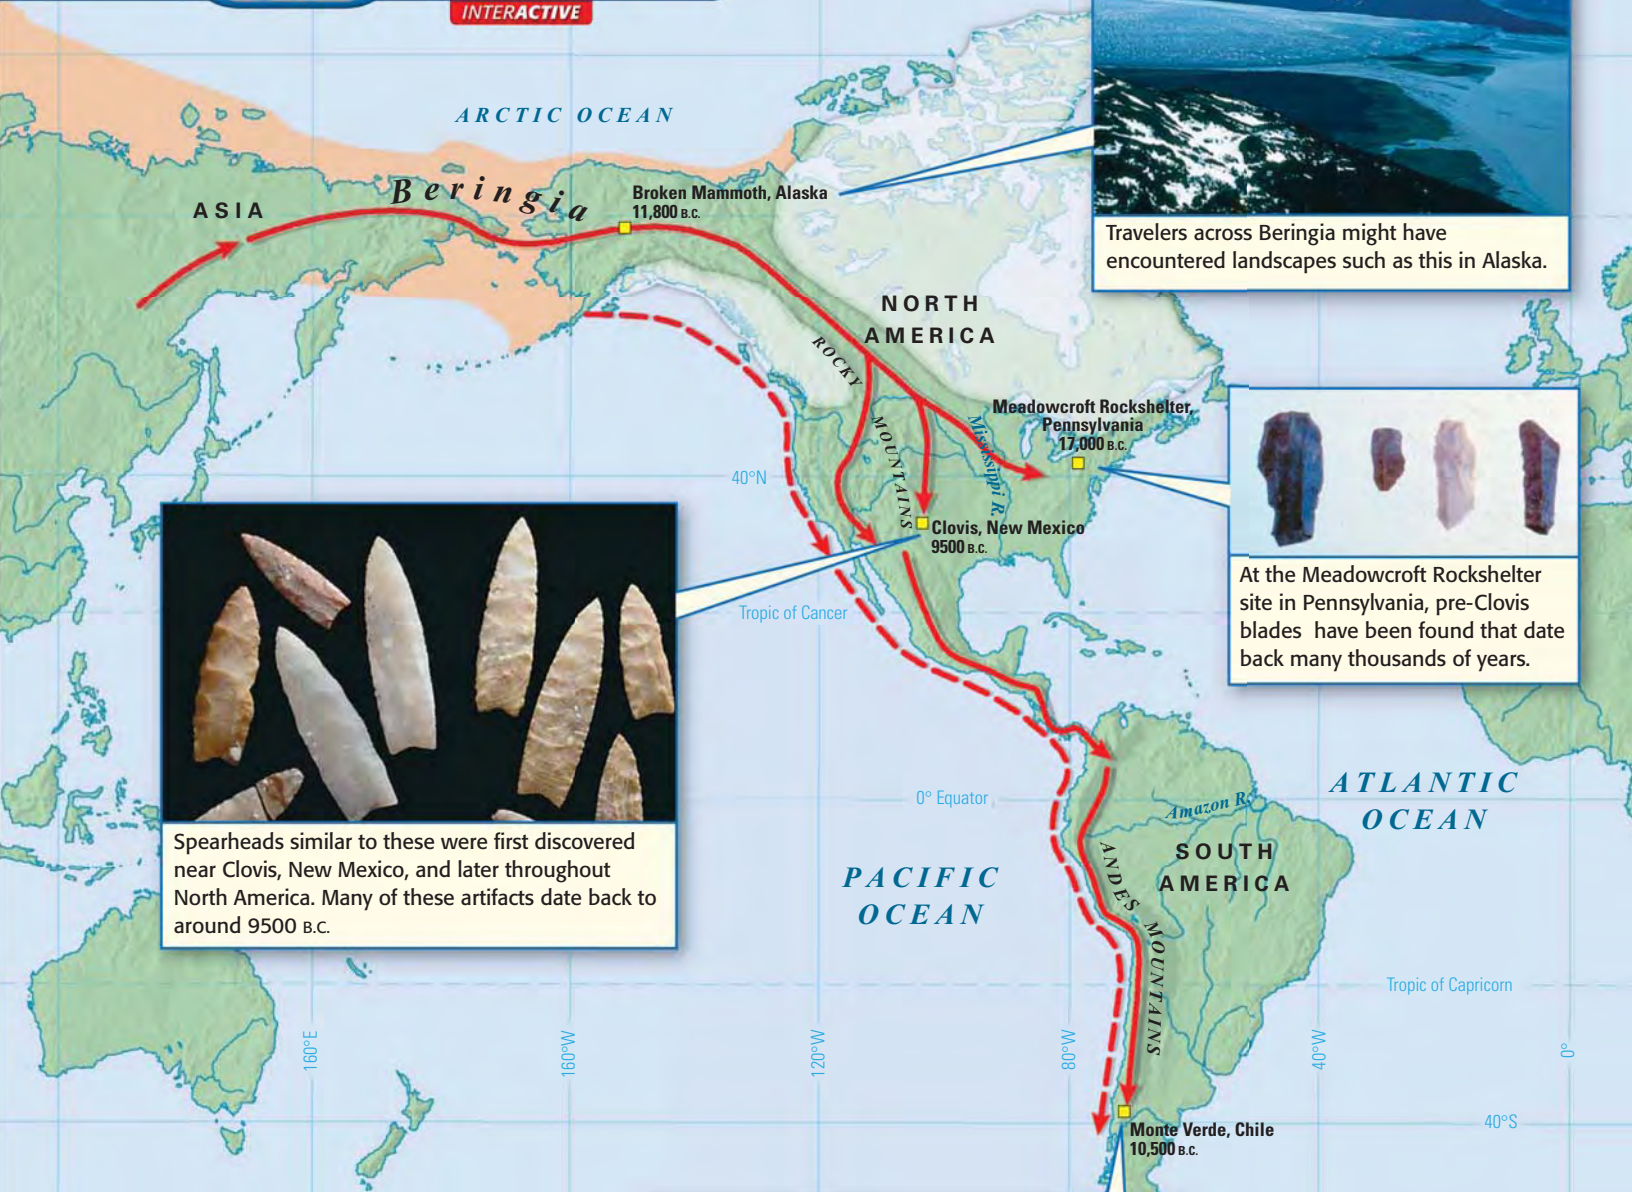 INTERACTIVE
ARCTIC OCEAN
ASIA
Beringia
Broken Mammoth, Alaska
11,800 B.C.
Travelers across Beringia might have
encountered landscapes such as this in Alaska.
NORTH
AMERICA
ROCKY
MOUNTAINS
Mississippi R.
Meadowcroft Rockshelter,
Pennsylvania
17,000 B.C.
40°N
Clovis, New Mexico
9500 B.C.
At the Meadowcroft Rockshelter
site in Pennsylvania, pre-Clovis
blades have been found that date
back many thousands of years.
Tropic of Cancer
Spearheads similar to these were first discovered
near Clovis, New Mexico, and later throughout
North America. Many of these artifacts date back to
around 9500 B.C.
0° Equator
Amazon R.
ATLANTIC
OCEAN
SOUTH
AMERICA
PACIFIC
OCEAN
ANDES MOUNTAINS
Tropic of Capricorn
160°E
160°W
120°W
80°W
40°W
0°
40°S
Monte Verde, Chile
10,500 B.C.